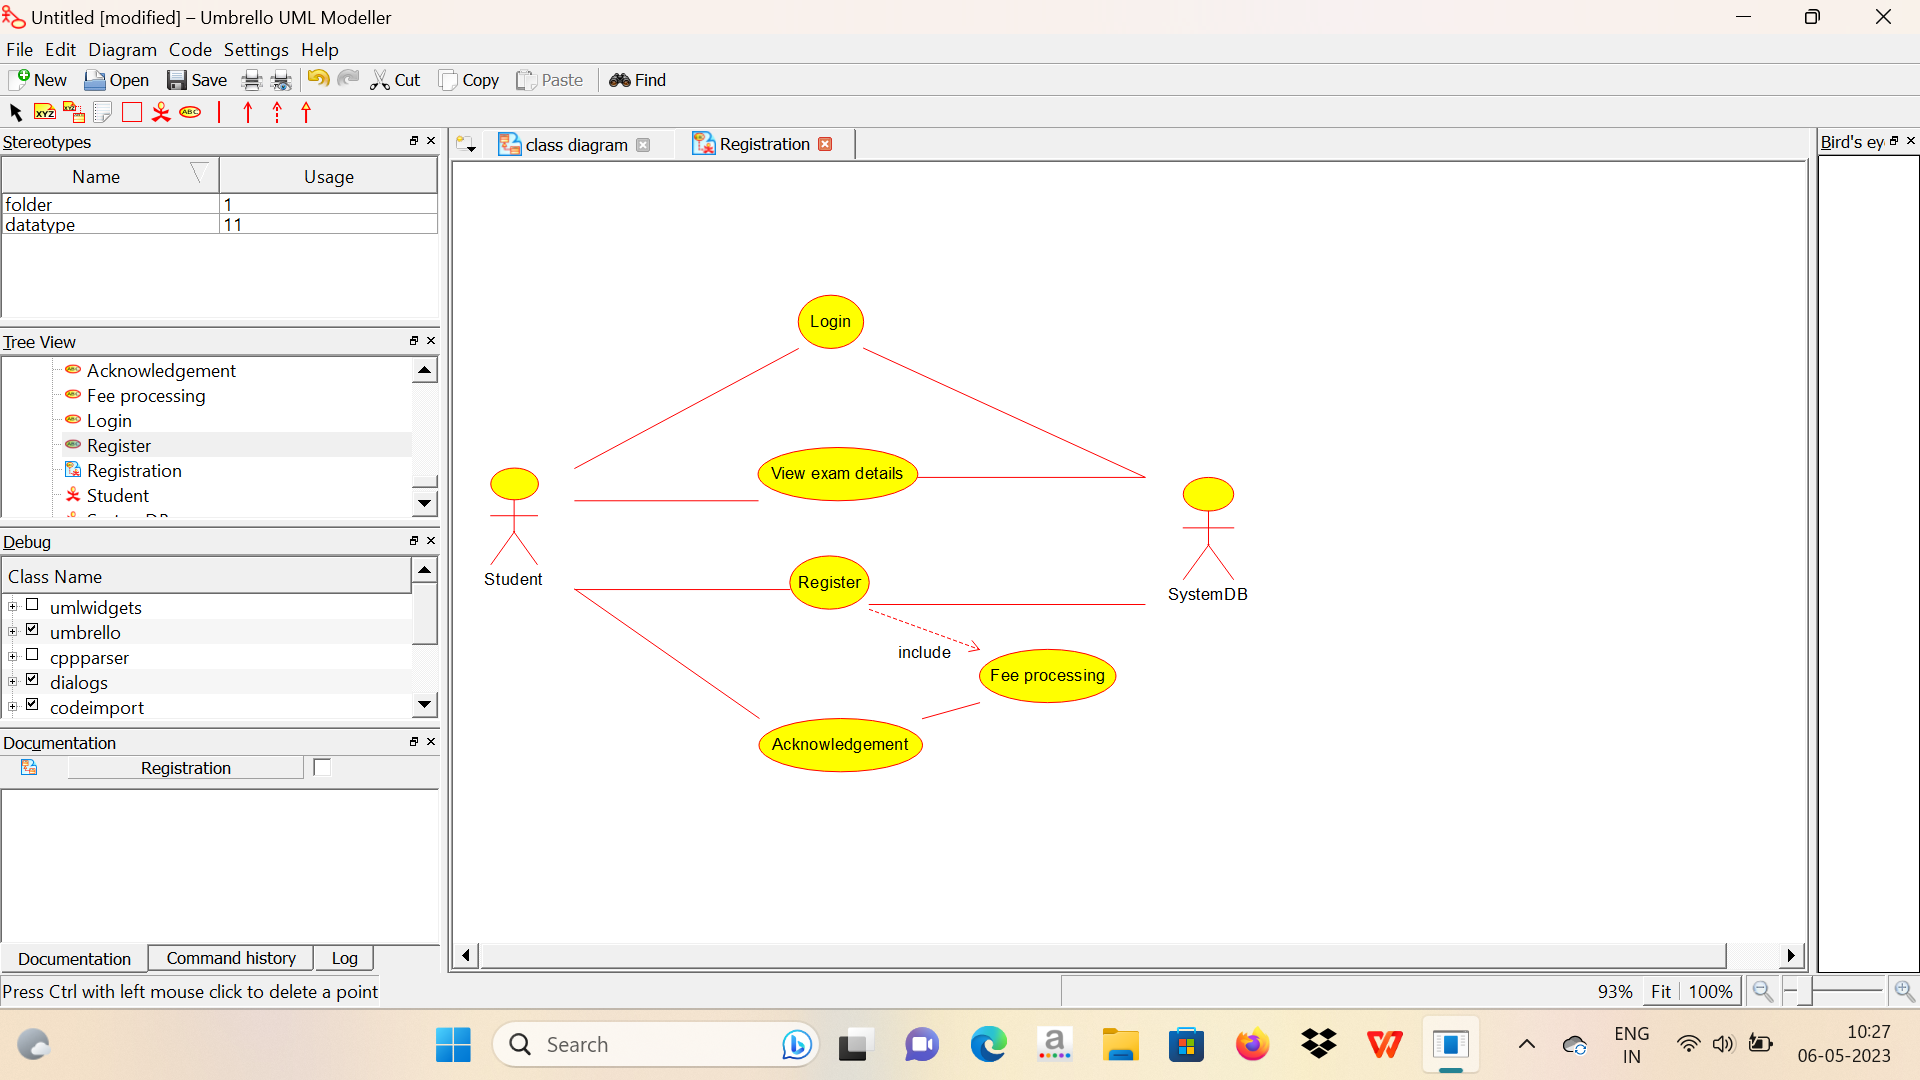 Untitled [modified] – Umbrello UML Modeller
File Edit Diagram Code Settings Help
New Open Save Cut Copy Paste Find
XYZ XYZ ABC
Stereotypes
Name Usage
folder 1
datatype 11
Tree View
Acknowledgement
Fee processing
Login
Register
Registration
Student
Debug
Class Name
umlwidgets
umbrello
cppparser
dialogs
codeimport
Documentation
Registration
Documentation Command history Log
Press Ctrl with left mouse click to delete a point
class diagram Registration
Login
View exam details
Student
Register
SystemDB
include
Fee processing
Acknowledgement
Bird's ey
93% Fit 100%
Search
ENG
IN
10:27
06-05-2023